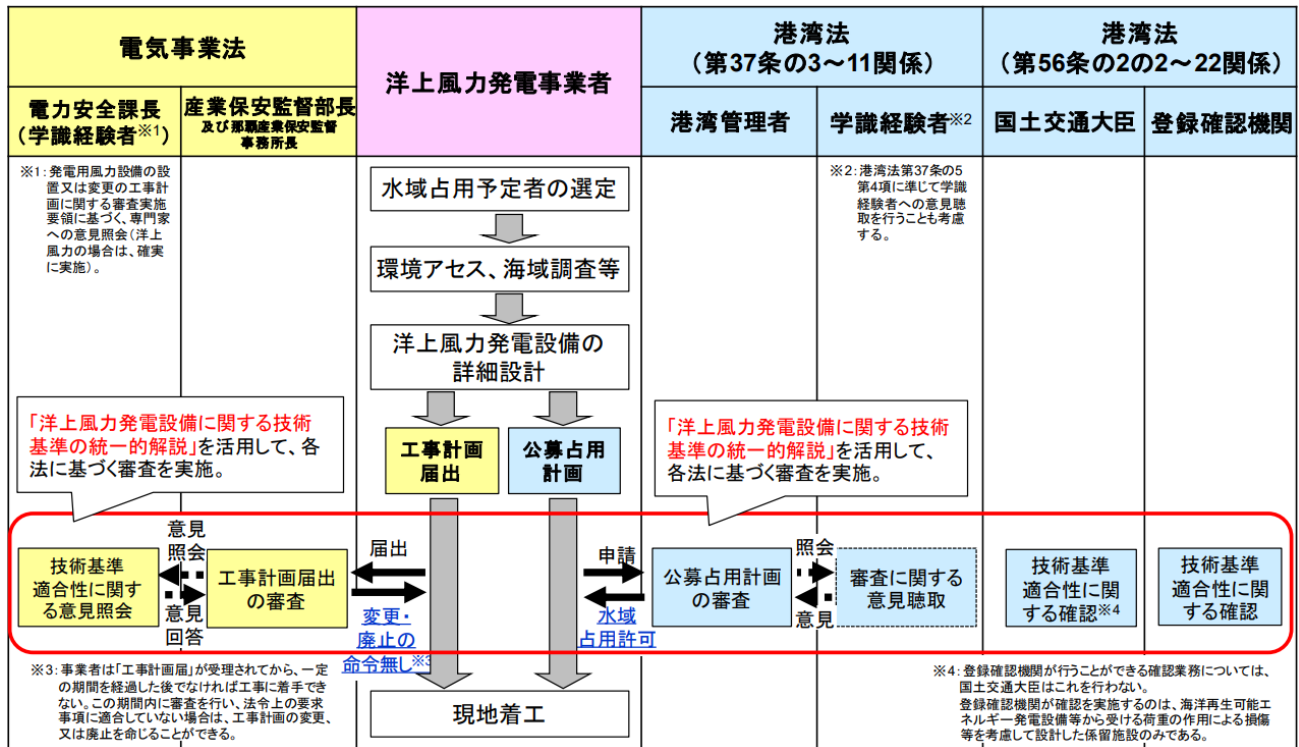 電気事業法
洋上風力発電事業者
港湾法
（第37条の3～11関係）
港湾法
（第56条の2の2～22関係）
電力安全課長
（学識経験者※1）
産業保安監督部長
及び那覇産業保安監督
事務所長
港湾管理者
学識経験者※2
国土交通大臣
登録確認機関
※1：発電用風力設備の設
置又は変更の工事計
画に関する審査実施
要領に基づく、専門家
への意見照会（洋上
風力の場合は、確実
に実施）。
水域占用予定者の選定
※2：港湾法第37条の5
第4項に準じて学識
経験者への意見聴
取を行うことも考慮
する。
環境アセス、海域調査等
洋上風力発電設備の
詳細設計
「洋上風力発電設備に関する技術
基準の統一的解説」を活用して、各
法に基づく審査を実施。
工事計画
届出
公募占用
計画
「洋上風力発電設備に関する技術
基準の統一的解説」を活用して、
各法に基づく審査を実施。
技術基準
適合性に関す
る意見照会
意見
照会
意見
回答
工事計画届出
の審査
届出
変更・
廃止の
命令無し※3
申請
水域
占用許可
公募占用計画
の審査
照会
意見
審査に関する
意見聴取
技術基準
適合性に関
する確認※4
技術基準
適合性に関
する確認
※3：事業者は「工事計画届」が受理されてから、一定
の期間を経過した後でなければ工事に着手でき
ない。この期間内に審査を行い、法令上の要求
事項に適合していない場合は、工事計画の変更、
又は廃止を命じることができる。
現地着工
※4：登録確認機関が行うことができる確認業務については、
国土交通大臣はこれを行わない。
登録確認機関が確認を実施するのは、海洋再生可能エ
ネルギー発電設備等から受ける荷重の作用による損傷
等を考慮して設計した係留施設のみである。